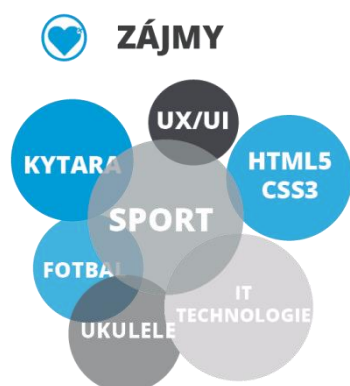 ZÁJMY
UX/UI
KYTARA
HTML5
CSS3
SPORT
FOTBAL
IT
TECHNOLOGIE
UKULELE